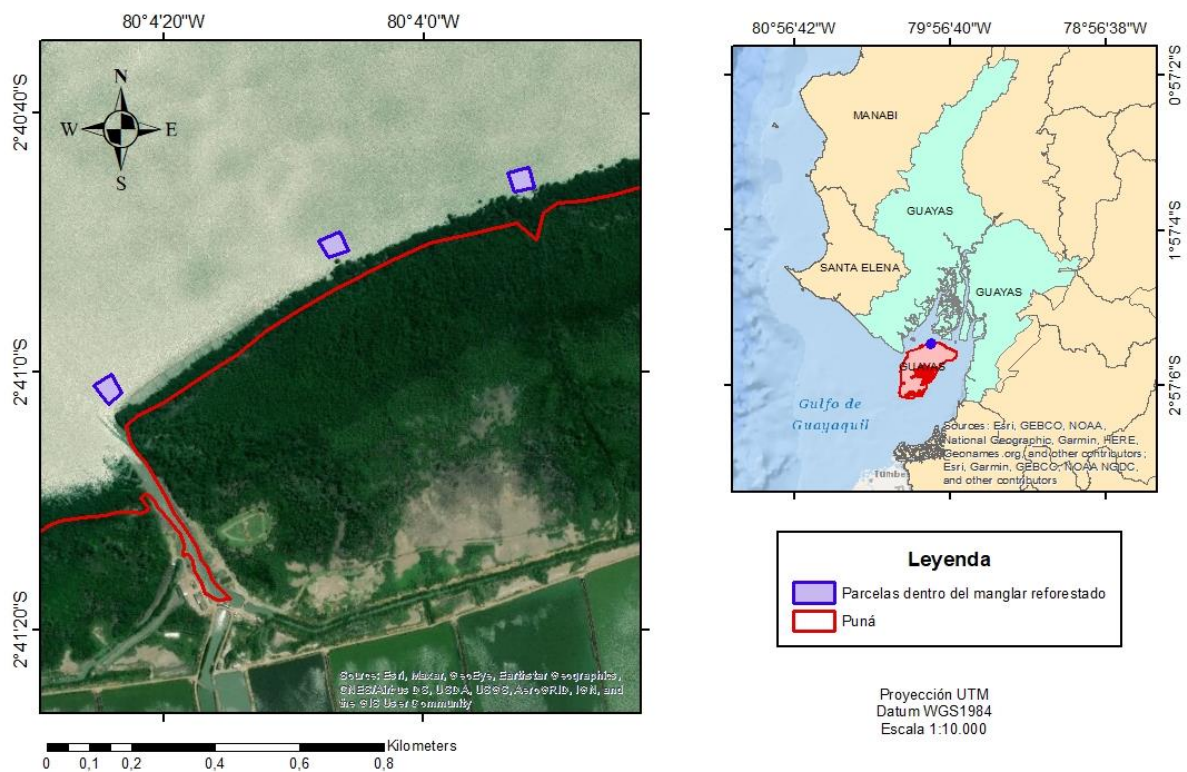 80°4'20"W
80°4'0"W
2°40'40"S
2°41'0"S
2°41'20"S
N
W
E
S
Source: Esri, Maxar, GeoEye, Earthstar Geographics,
CNES/Airbus DS, USDA, USGS, AeroGRID, IGN, and
the GIS User Community
0
0,1
0,2
0,4
0,6
0,8
Kilometers
80°56'42"W
79°56'40"W
78°56'38"W
0°57'2"S
1°57'4"S
2°57'6"S
MANABI
GUAYAS
SANTA ELENA
GUAYAS
GUAYAS
Gulfo de
Guayaquil
Tumbe
Sources: Esri, GEBCO, NOAA,
National Geographic, Garmin, HERE,
Geonames.org, and other contributors;
Esri, Garmin, GEBCO, NOAA NGDC,
and other contributors
Leyenda
Parcelas dentro del manglar reforestado
Puná
Proyección UTM
Datum WGS1984
Escala 1:10.000